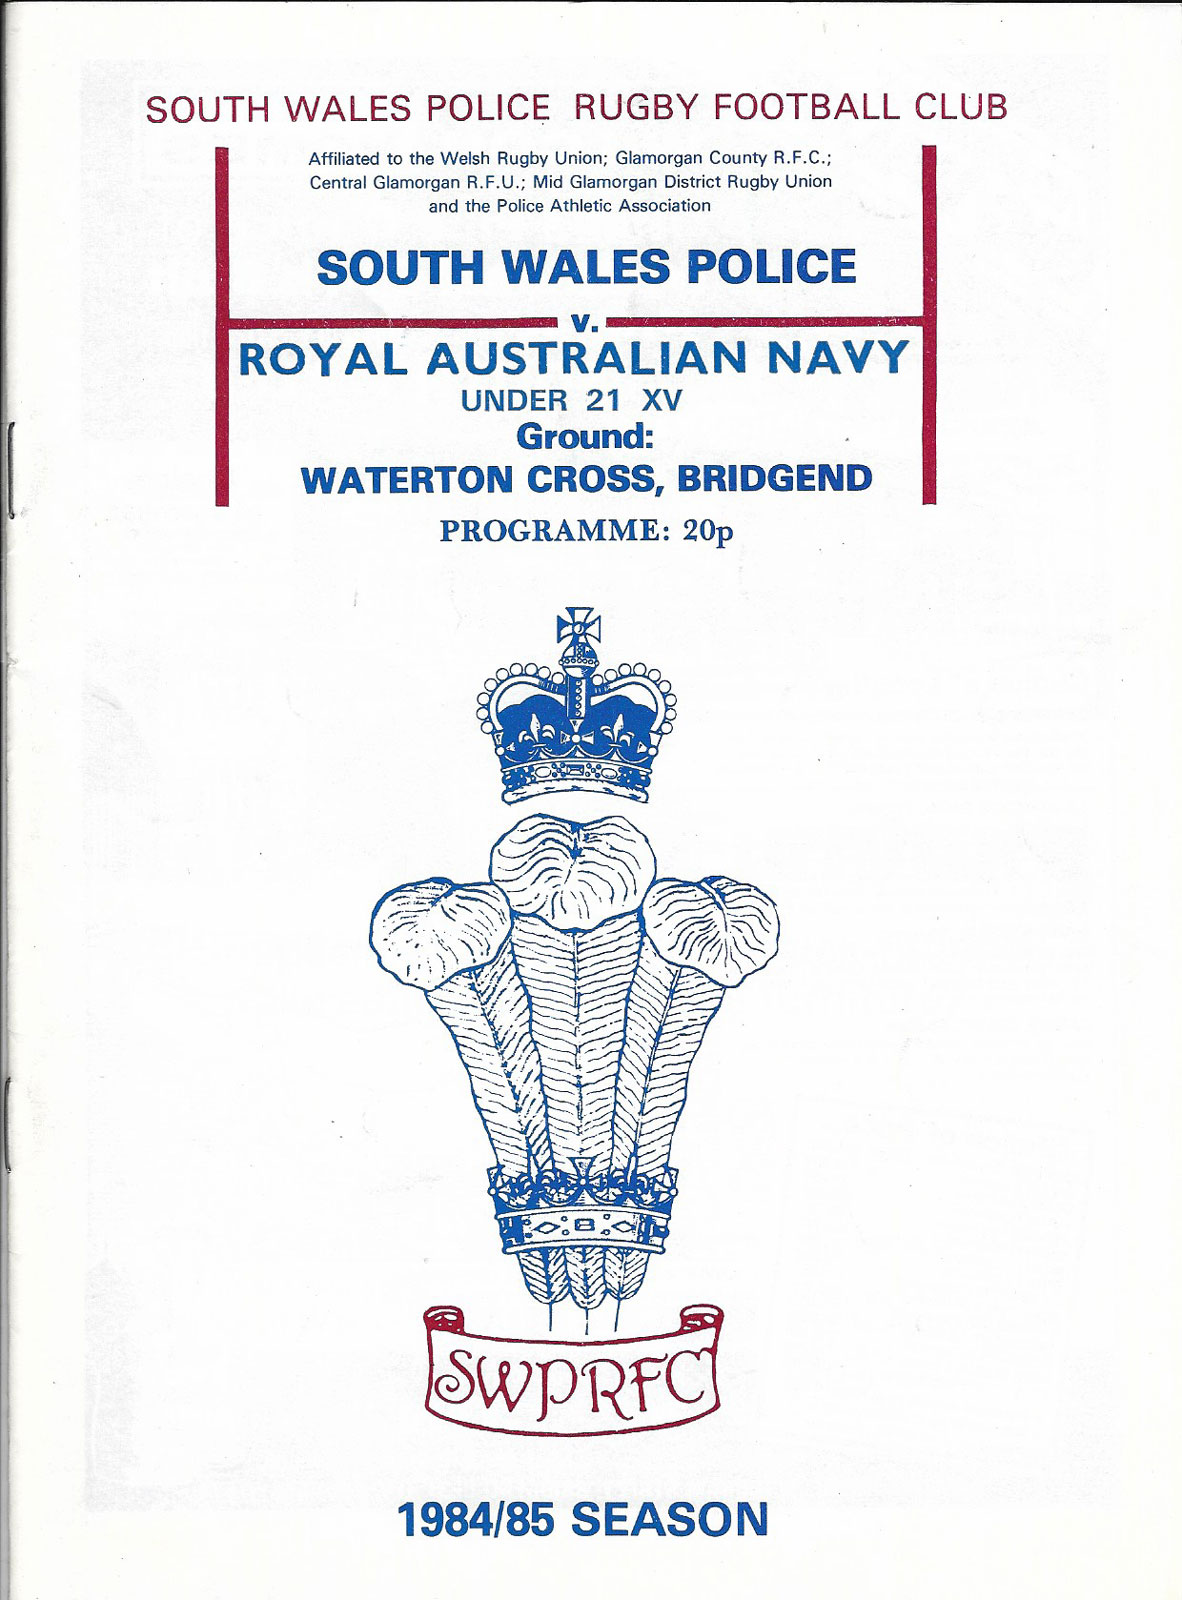 SOUTH WALES POLICE RUGBY FOOTBALL CLUB
Affiliated to the Welsh Rugby Union; Glamorgan County R.F.C.;
Central Glamorgan R.F.U.; Mid Glamorgan District Rugby Union
and the Police Athletic Association
SOUTH WALES POLICE
v.
ROYAL AUSTRALIAN NAVY
UNDER 21 XV
Ground:
WATERTON CROSS, BRIDGEND
PROGRAMME: 20p
SWPRFC
1984/85 SEASON